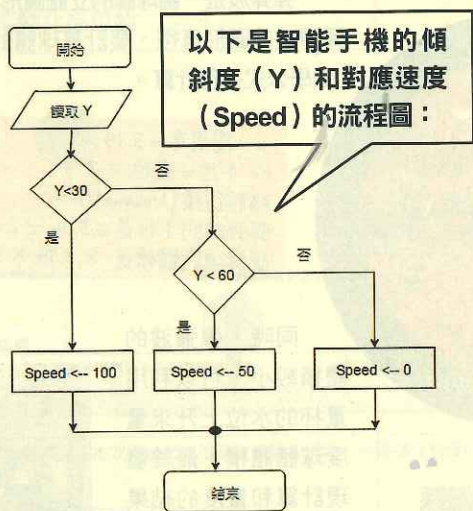 以下是智能手機的傾
斜度（Y）和對應速度
（Speed）的流程圖：
開始
讀取 Y
Y<30
否
是
Y < 60
否
是
Speed <-- 100
Speed <-- 50
Speed <-- 0
結束